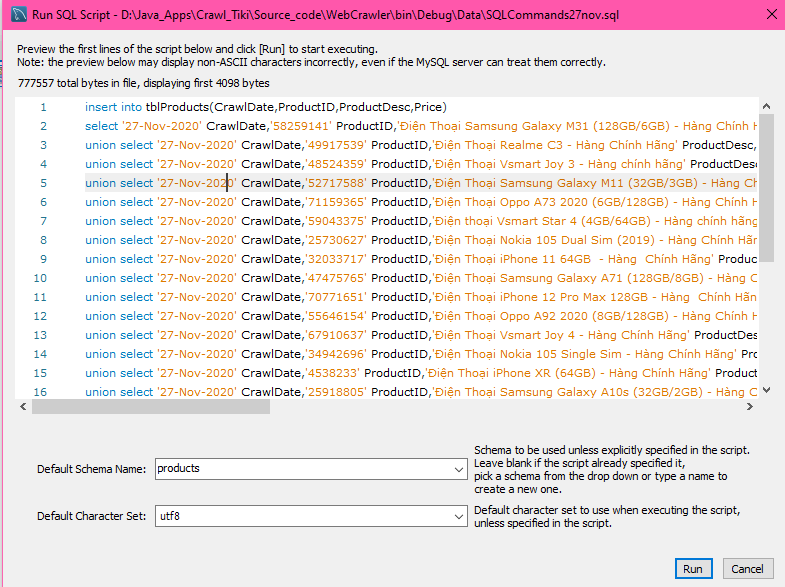 Run SQL Script - D:\Java_Apps\Crawl_Tiki\Source_code\WebCrawler\bin\Debug\Data\SQLCommands27nov.sql
Preview the first lines of the script below and click [Run] to start executing.
Note: the preview below may display non-ASCII characters incorrectly, even if the MySQL server can treat them correctly.
777557 total bytes in file, displaying first 4098 bytes
1 insert into tblProducts(CrawlDate,ProductID,ProductDesc,Price)
2 select '27-Nov-2020' CrawlDate,'58259141' ProductID,'Điện Thoại Samsung Galaxy M31 (128GB/6GB) - Hàng Chính H
3 union select '27-Nov-2020' CrawlDate,'49917539' ProductID,'Điện Thoại Realme C3 - Hàng Chính Hãng' ProductDesc,
4 union select '27-Nov-2020' CrawlDate,'48524359' ProductID,'Điện Thoại Vsmart Joy 3 - Hàng chính hãng' ProductDes
5 union select '27-Nov-2020' CrawlDate,'52717588' ProductID,'Điện Thoại Samsung Galaxy M11 (32GB/3GB) - Hàng Ch
6 union select '27-Nov-2020' CrawlDate,'71159365' ProductID,'Điện Thoại Oppo A73 2020 (6GB/128GB) - Hàng Chính
7 union select '27-Nov-2020' CrawlDate,'59043375' ProductID,'Điện thoại Vsmart Star 4 (4GB/64GB) - Hàng chính hãng
8 union select '27-Nov-2020' CrawlDate,'25730627' ProductID,'Điện Thoại Nokia 105 Dual Sim (2019) - Hàng Chính Hãn
9 union select '27-Nov-2020' CrawlDate,'32033717' ProductID,'Điện Thoại iPhone 11 64GB  - Hàng  Chính Hãng' Produc
10 union select '27-Nov-2020' CrawlDate,'47475765' ProductID,'Điện Thoại Samsung Galaxy A71 (128GB/8GB) - Hàng C
11 union select '27-Nov-2020' CrawlDate,'70771651' ProductID,'Điện Thoại iPhone 12 Pro Max 128GB - Hàng  Chính Hãn
12 union select '27-Nov-2020' CrawlDate,'55646154' ProductID,'Điện Thoại Oppo A92 2020 (8GB/128GB) - Hàng Chính
13 union select '27-Nov-2020' CrawlDate,'67910637' ProductID,'Điện Thoại Vsmart Joy 4 - Hàng Chính Hãng' ProductDes
14 union select '27-Nov-2020' CrawlDate,'34942696' ProductID,'Điện Thoại Nokia 105 Single Sim - Hàng Chính Hãng' Pro
15 union select '27-Nov-2020' CrawlDate,'4538233' ProductID,'Điện Thoại iPhone XR (64GB) - Hàng Chính Hãng' Product
16 union select '27-Nov-2020' CrawlDate,'25918805' ProductID,'Điện Thoại Samsung Galaxy A10s (32GB/2GB) - Hàng C
Default Schema Name: products
Schema to be used unless explicitly specified in the script.
Leave blank if the script already specified it,
pick a schema from the drop down or type a name to
create a new one.
Default Character Set: utf8
Default character set to use when executing the script,
unless specified in the script.
Run Cancel